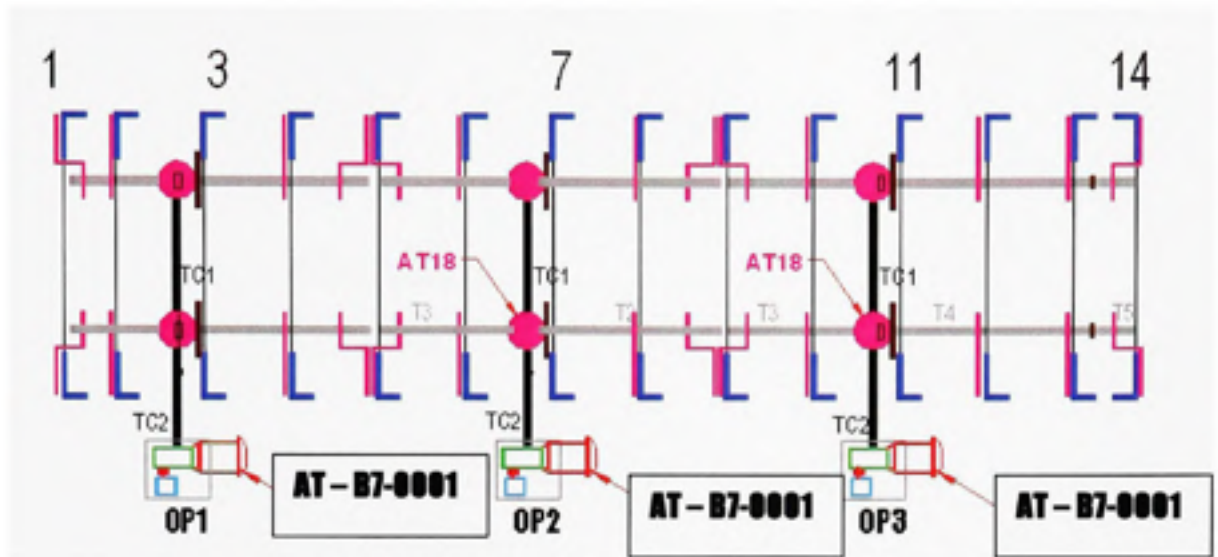 1 3 7 11 14
AT18 TC1 AT18
TC1 TC1
T3 T2 T3 T4 T5
TC2 TC2 TC2
AT – B7-0001 AT – B7-0001 AT – B7-0001
OP1 OP2 OP3